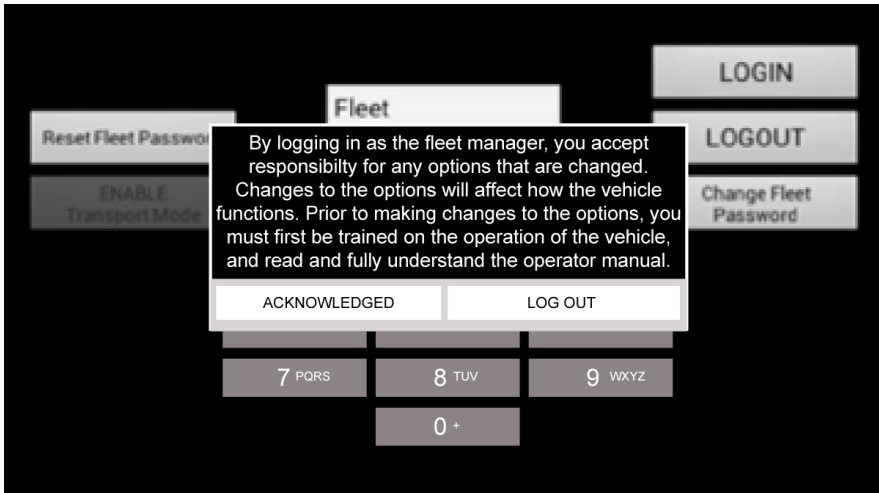 LOGIN
Fleet
Reset Fleet Passwor
LOGOUT
By logging in as the fleet manager, you accept
responsibilty for any options that are changed.
Changes to the options will affect how the vehicle
functions. Prior to making changes to the options, you
must first be trained on the operation of the vehicle,
and read and fully understand the operator manual.
ENABLE
Transport Mode
Change Fleet
Password
ACKNOWLEDGED
LOG OUT
7 PQRS
8 TUV
9 WXYZ
0 +